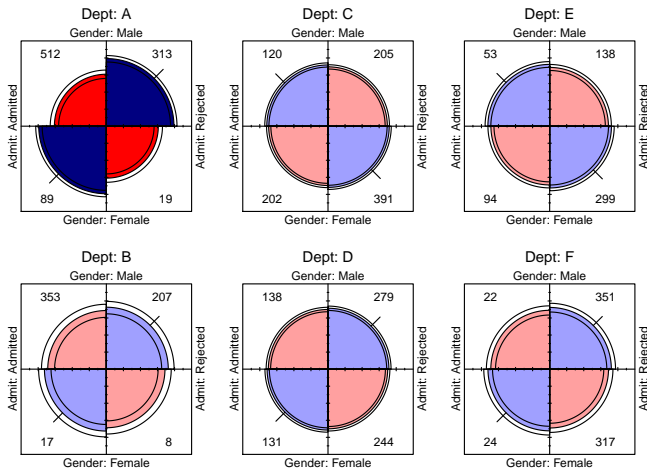 Dept: A
Gender: Male
512 313
Admit: Admitted
Admit: Rejected
89 19
Gender: Female
Dept: C
Gender: Male
120 205
Admit: Admitted
Admit: Rejected
202 391
Gender: Female
Dept: E
Gender: Male
53 138
Admit: Admitted
Admit: Rejected
94 299
Gender: Female
Dept: B
Gender: Male
353 207
Admit: Admitted
Admit: Rejected
17 8
Gender: Female
Dept: D
Gender: Male
138 279
Admit: Admitted
Admit: Rejected
131 244
Gender: Female
Dept: F
Gender: Male
22 351
Admit: Admitted
Admit: Rejected
24 317
Gender: Female